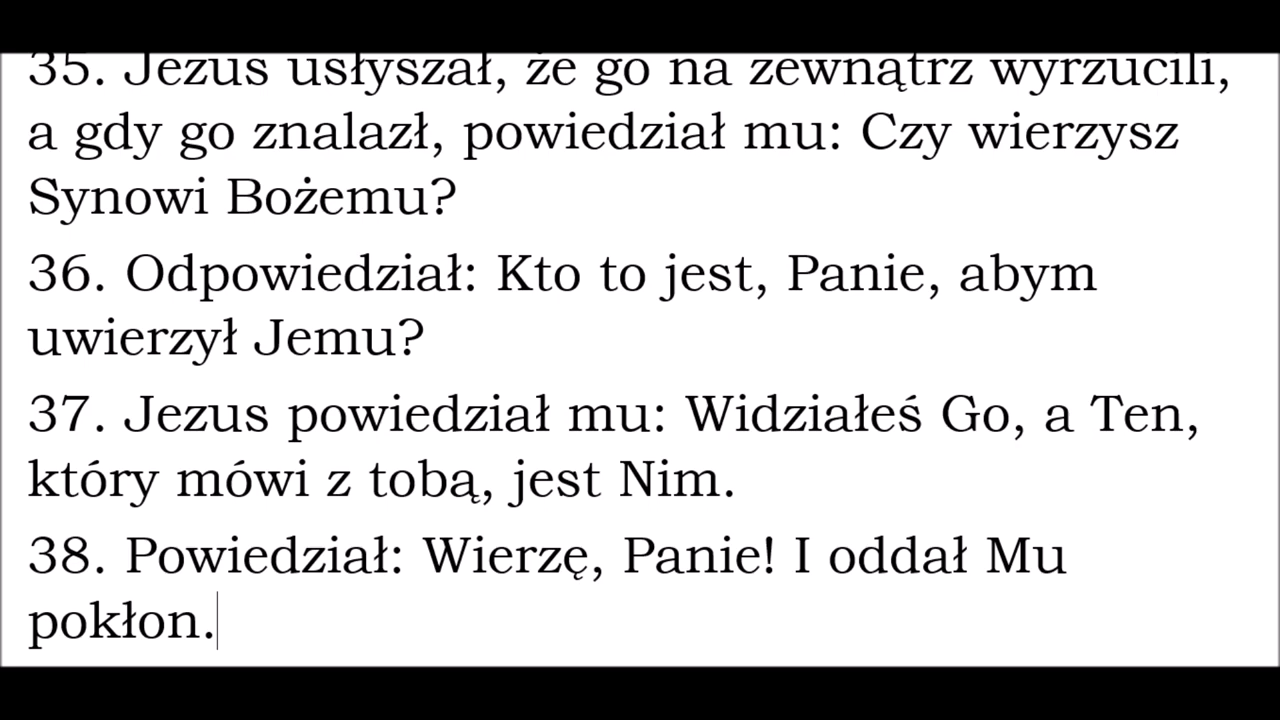 35. Jezus usłyszał, że go na zewnątrz wyrzucili,
a gdy go znalazł, powiedział mu: Czy wierzysz
Synowi Bożemu?
36. Odpowiedział: Kto to jest, Panie, abym
uwierzył Jemu?
37. Jezus powiedział mu: Widziałeś Go, a Ten,
który mówi z tobą, jest Nim.
38. Powiedział: Wierzę, Panie! I oddał Mu
pokłon.